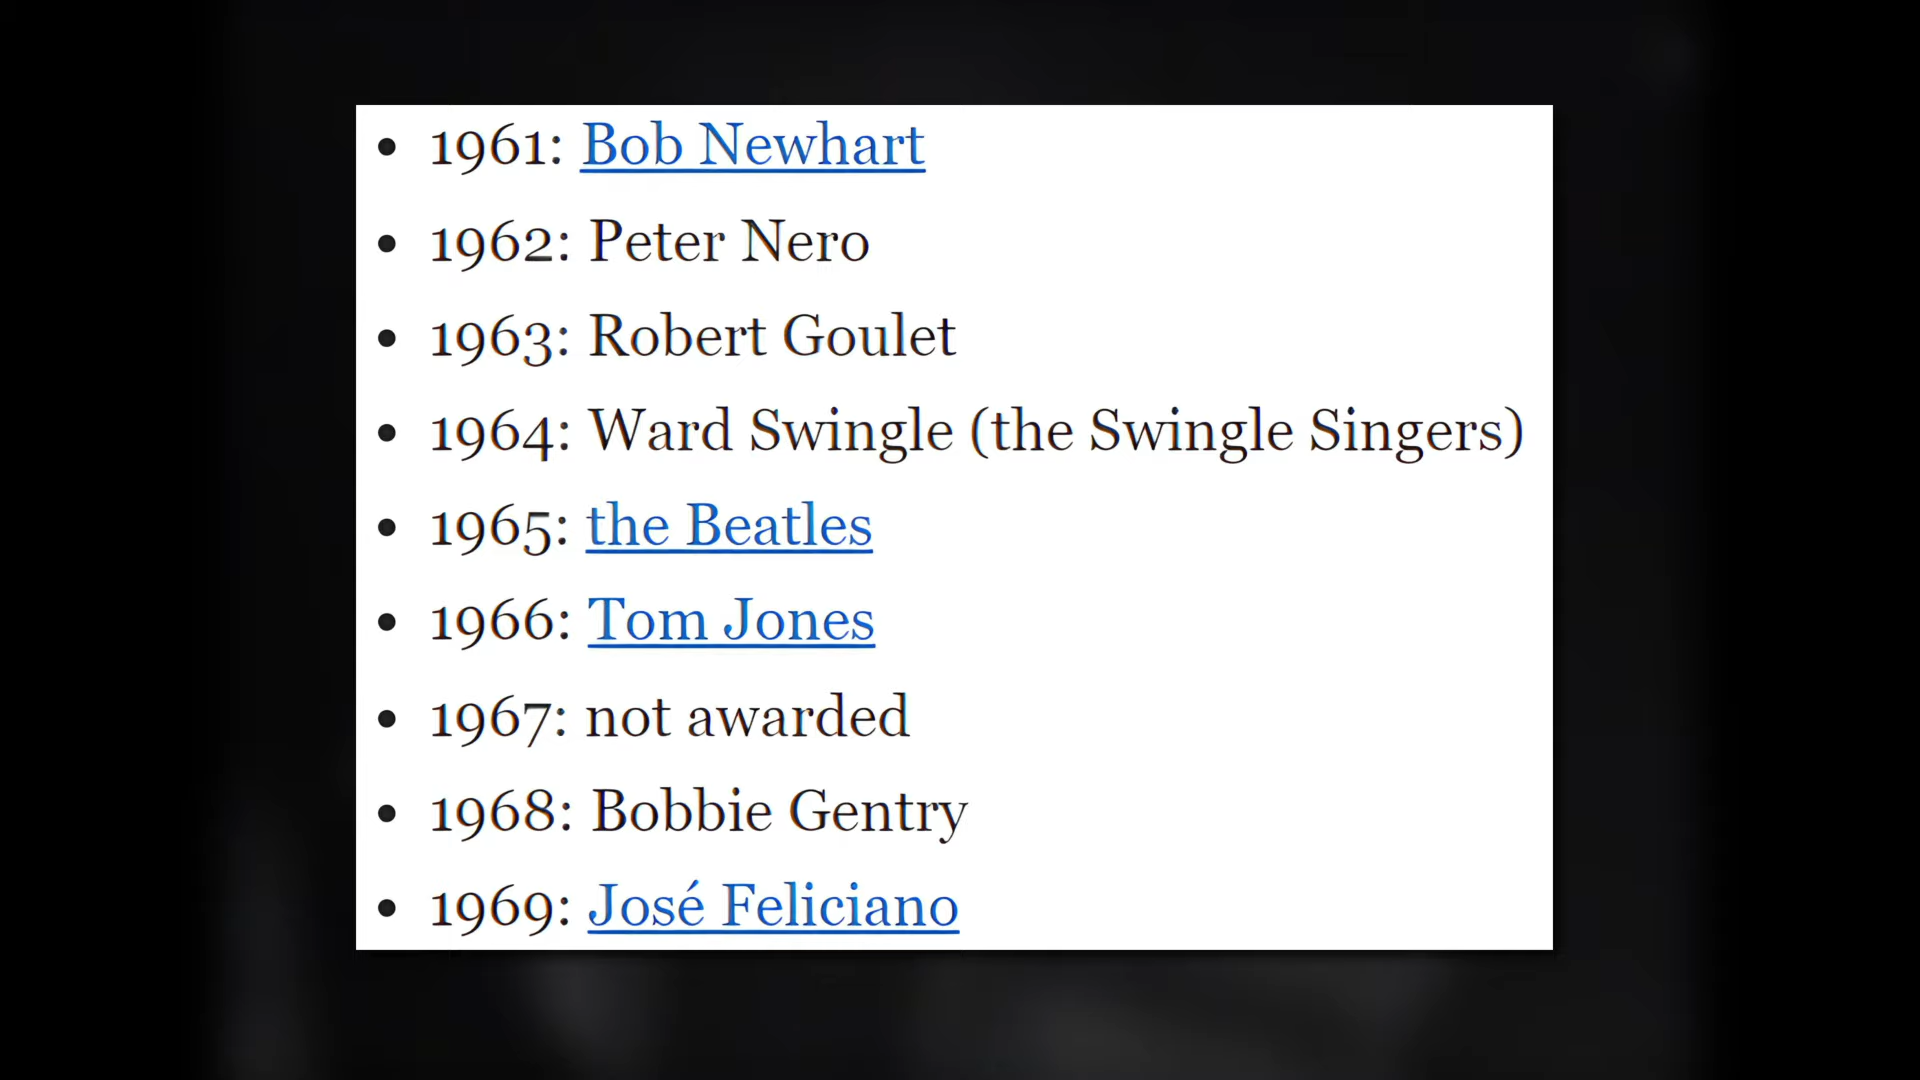 • 1961: Bob Newhart
• 1962: Peter Nero
• 1963: Robert Goulet
• 1964: Ward Swingle (the Swingle Singers)
• 1965: the Beatles
• 1966: Tom Jones
• 1967: not awarded
• 1968: Bobbie Gentry
• 1969: José Feliciano